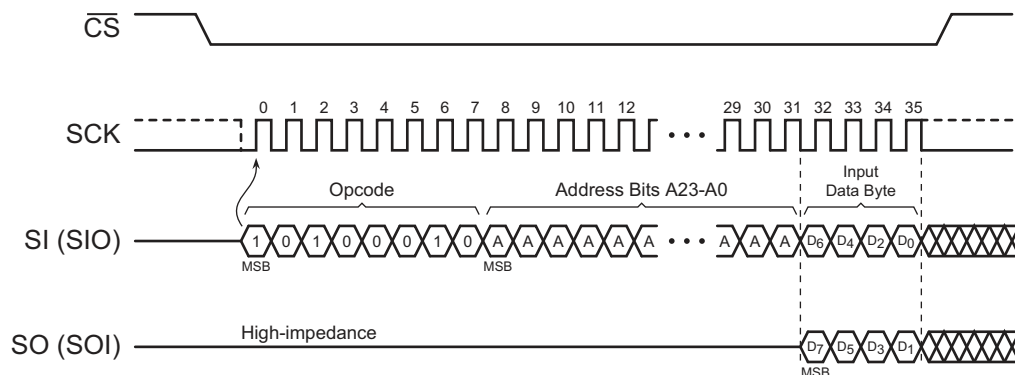 CS
0 1 2 3 4 5 6 7 8 9 10 11 12 29 30 31 32 33 34 35
SCK
Opcode Address Bits A23-A0 Input Data Byte
SI (SIO) 1 0 1 0 0 0 1 0 A A A A A A A A A D6 D4 D2 D0
MSB MSB
High-impedance
SO (SOI) D7 D5 D3 D1
MSB